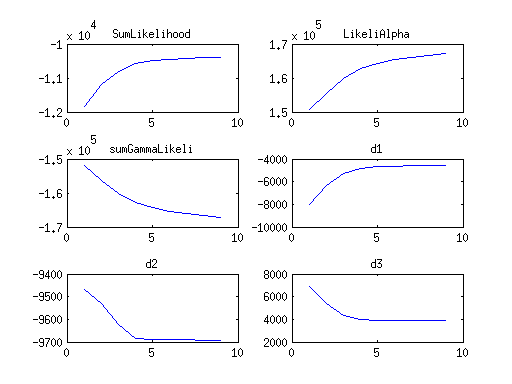 x 10^4 SumLikelihood
-1
-1.1
-1.2
0 5 10
x 10^5 LikeliAlpha
1.7
1.6
1.5
0 5 10
x 10^5 sumGammaLikeli
-1.5
-1.6
-1.7
0 5 10
d1
-4000
-6000
-8000
-10000
0 5 10
d2
-9400
-9500
-9600
-9700
0 5 10
d3
8000
6000
4000
2000
0 5 10